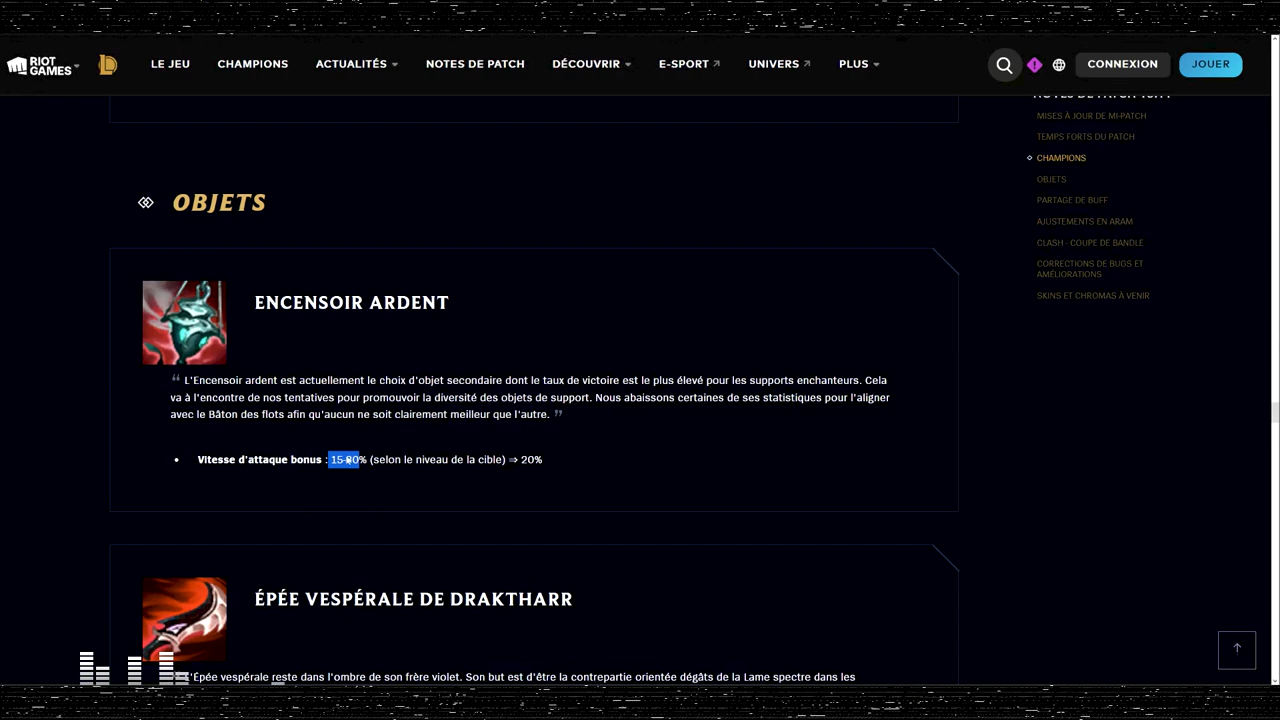 RIOT GAMES
LE JEU
CHAMPIONS
ACTUALITÉS
NOTES DE PATCH
DÉCOUVRIR
E-SPORT
UNIVERS
PLUS
CONNEXION
JOUER
MISES À JOUR DE MI-PATCH
TEMPS FORTS DU PATCH
CHAMPIONS
OBJETS
PARTAGE DE BUFF
AJUSTEMENTS EN ARAM
CLASH - COUPE DE BANDLE
CORRECTIONS DE BUGS ET
AMÉLIORATIONS
SKINS ET CHROMAS À VENIR
OBJETS
ENCENSOIR ARDENT
“ L'Encensoir ardent est actuellement le choix d'objet secondaire dont le taux de victoire est le plus élevé pour les supports enchanteurs. Cela
va à l'encontre de nos tentatives pour promouvoir la diversité des objets de support. Nous abaissons certaines de ses statistiques pour l'aligner
avec le Bâton des flots afin qu'aucun ne soit clairement meilleur que l'autre. ”
• Vitesse d'attaque bonus : 15-30% (selon le niveau de la cible) ⇒ 20%
ÉPÉE VESPÉRALE DE DRAKTHARR
L'Épée vespérale reste dans l'ombre de son frère violet. Son but est d'être la contrepartie orientée dégâts de la Lame spectrale dans les